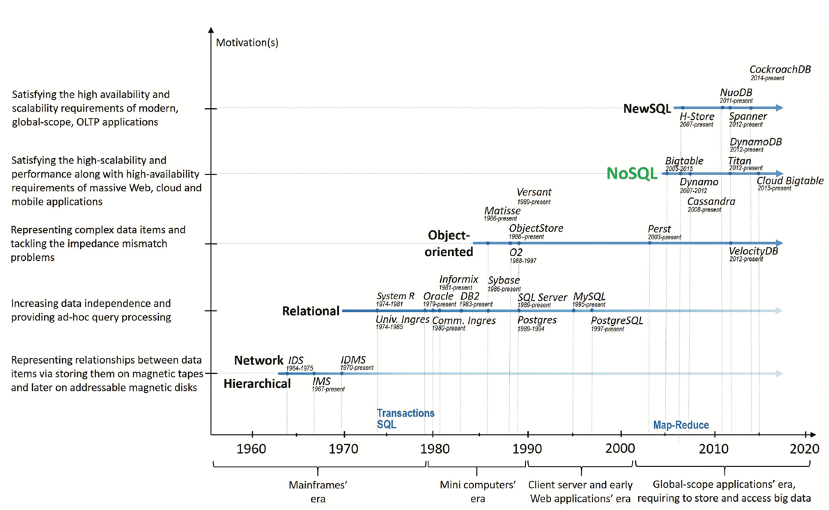 Motivation(s)
CockroachDB
2014-present
Satisfying the high availability and
scalability requirements of modern,
global-scope, OLTP applications
NuoDB
2011-present
NewSQL
H-Store
2007-present
Spanner
2012-present
DynamoDB
2012-present
Satisfying the high-scalability and
performance along with high-availability
requirements of massive Web, cloud and
mobile applications
Bigtable
2005-2015
Titan
2012-present
NoSQL
Dynamo
2007-2012
Cloud Bigtable
2015-present
Cassandra
2008-present
Versant
1989-present
Matisse
1986-present
Representing complex data items and
tackling the impedance mismatch
problems
Object-
oriented
ObjectStore
1988-present
Perst
2003-present
O2
1988-1997
VelocityDB
2012-present
Informix
1981-present
Sybase
1986-present
Increasing data independence and
providing ad-hoc query processing
Relational
System R
1974-1981
Oracle
1979-present
DB2
1983-present
SQL Server
1989-present
MySQL
1995-present
Univ. Ingres
1974-1985
Comm. Ingres
1980-present
Postgres
1989-1994
PostgreSQL
1997-present
Representing relationships between data
items via storing them on magnetic tapes
and later on addressable magnetic disks
Network
Hierarchical
IDS
1964-1975
IDMS
1970-present
IMS
1967-present
Transactions
SQL
Map-Reduce
1960 1970 1980 1990 2000 2010 2020
Mainframes'
era
Mini computers'
era
Client server and early
Web applications' era
Global-scope applications' era,
requiring to store and access big data